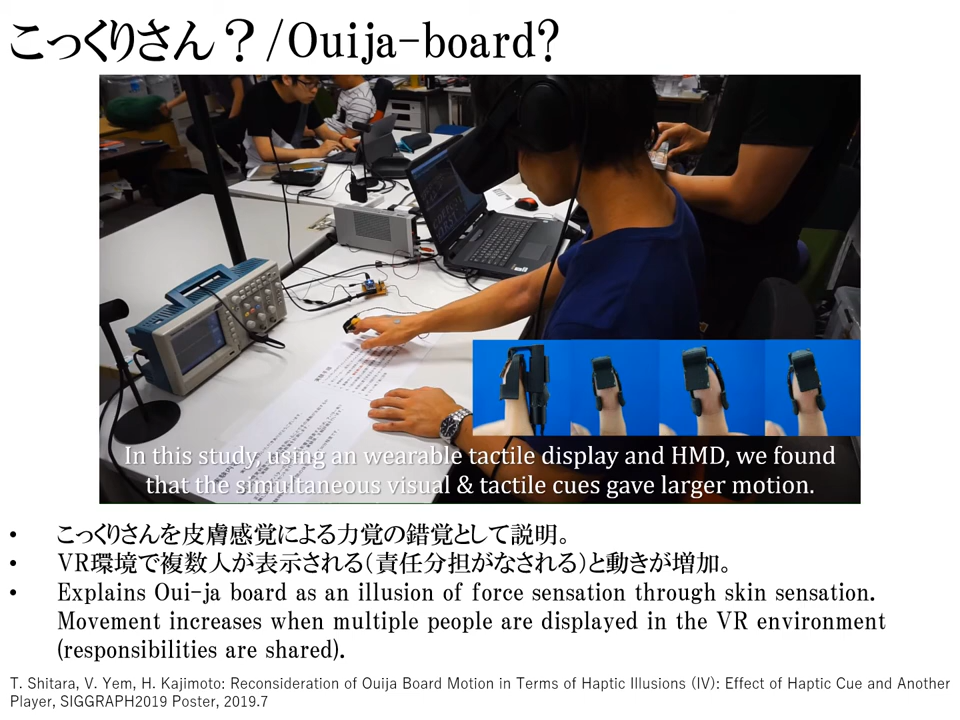 こっくりさん？/Ouija-board?
In this study, using an wearable tactile display and HMD, we found
that the simultaneous visual & tactile cues gave larger motion.
• こっくりさんを皮膚感覚による力覚の錯覚として説明。
• VR環境で複数人が表示される（責任分担がなされる）と動きが増加。
• Explains Oui-ja board as an illusion of force sensation through skin sensation.
Movement increases when multiple people are displayed in the VR environment
(responsibilities are shared).
T. Shitara, V. Yem, H. Kajimoto: Reconsideration of Ouija Board Motion in Terms of Haptic Illusions (IV): Effect of Haptic Cue and Another
Player, SIGGRAPH2019 Poster, 2019.7